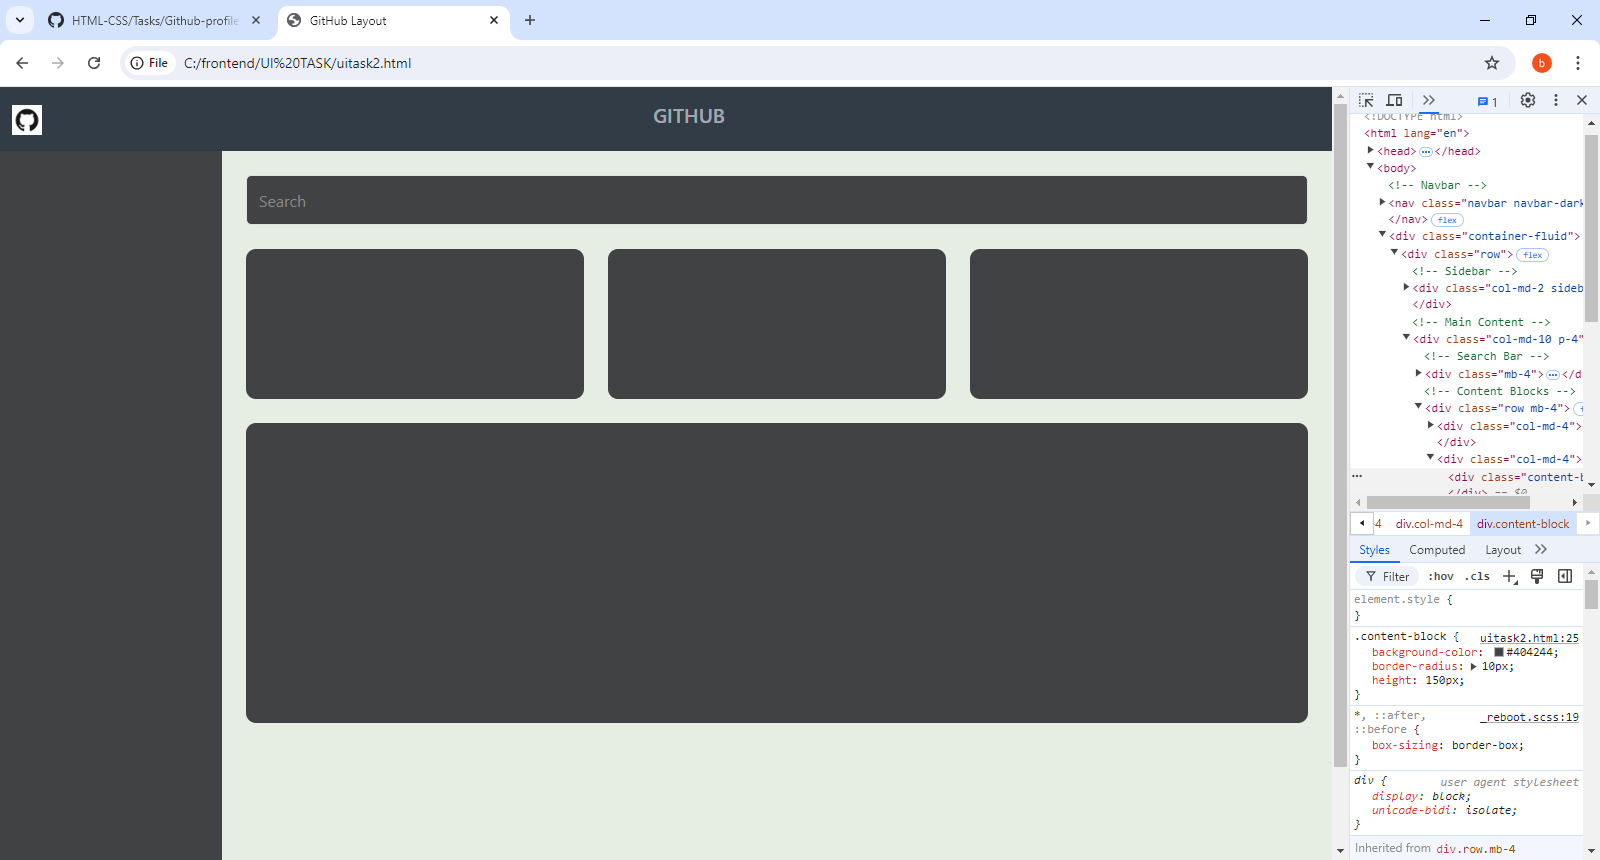 HTML-CSS/Tasks/Github-profile
GitHub Layout
File
C:/frontend/UI%20TASK/uitask2.html
b
GITHUB
Search
1
<!DOCTYPE html>
<html lang="en">
<head> ••• </head>
<body>
<!-- Navbar -->
<nav class="navbar navbar-dark
</nav> flex
<div class="container-fluid">
<div class="row"> flex
<!-- Sidebar -->
<div class="col-md-2 sideb
</div>
<!-- Main Content -->
<div class="col-md-10 p-4"
<!-- Search Bar -->
<div class="mb-4"> ••• </d
<!-- Content Blocks -->
<div class="row mb-4">
<div class="col-md-4">
</div>
<div class="col-md-4">
<div class="content-b
</div> == $0
-4 div.col-md-4 div.content-block
Styles Computed Layout
Filter :hov .cls
element.style {
}
.content-block { uitask2.html:25
background-color: #404244;
border-radius: 10px;
height: 150px;
}
*, ::after, _reboot.scss:19
::before {
box-sizing: border-box;
}
div { user agent stylesheet
display: block;
unicode-bidi: isolate;
}
Inherited from div.row.mb-4